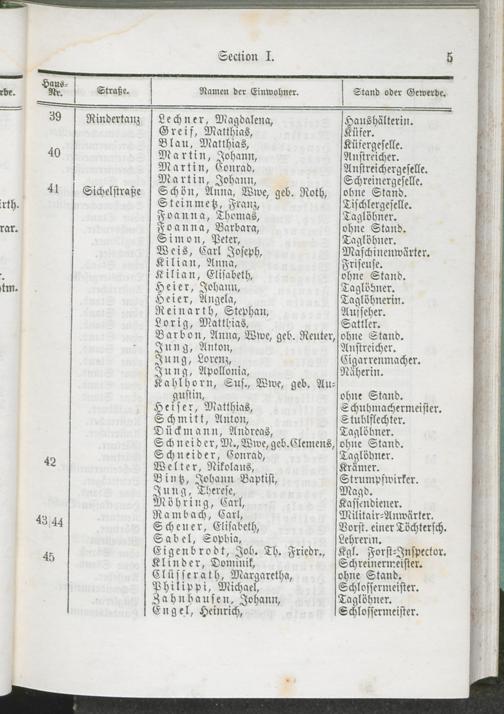 Section I. 5
Haus-Nr. Straße. Namen der Einwohner. Stand oder Gewerbe.
39 Rindertanz Lechner, Magdalena, Haushälterin.
Greif, Matthias, Küfer.
Blau, Matthias, Küfergeselle.
40 Martin, Johann, Anstreicher.
Martin, Conrad, Anstreichergeselle.
Martin, Johann, Schreinergeselle.
41 Sichelstraße Schön, Anna, Wwe, geb. Roth, ohne Stand.
Steinmetz, Franz, Tischlergeselle.
Joanna, Thomas, Taglöhner.
Joanna, Barbara, ohne Stand.
Simon, Peter, Taglöhner.
Weis, Carl Joseph, Maschinenwärter.
Kilian, Anna, Friseuse.
Kilian, Elisabeth, ohne Stand.
Heier, Johann, Taglöhner.
Heier, Angela, Taglöhnerin.
Reinarth, Stephan, Aufseher.
Lorig, Matthias, Sattler.
Barbon, Anna, Wwe, geb. Reuter, ohne Stand.
Jung, Anton, Anstreicher.
Jung, Lorenz, Cigarrenmacher.
Jung, Apollonia, Näherin.
Kahlhorn, Sus., Wwe, geb. Au-
gustin, ohne Stand.
Heiser, Matthias, Schuhmachermeister.
Schmitt, Anton, Stuhlflechter.
Dückmann, Andreas, Taglöhner.
Schneider, M., Wwe, geb. Clemens, ohne Stand.
Schneider, Conrad, Taglöhner.
42 Welter, Nikolaus, Krämer.
Bintz, Johann Baptist, Strumpfwirker.
Jung, Therese, Magd.
Möhring, Carl, Kassendiener.
Rambach, Carl, Militair-Anwärter.
43/44 Scheuer, Elisabeth, Vorst. einer Töchtersch.
Sabel, Sophia, Lehrerin.
Eigenbrodt, Joh. Th. Friedr., Kgl. Forst-Inspector.
45 Klinder, Dominik, Schreinermeister.
Clüsserath, Margaretha, ohne Stand.
Philippi, Michael, Schlossermeister.
Zahnhausen, Johann, Taglöhner.
Engel, Heinrich, Schlossermeister.